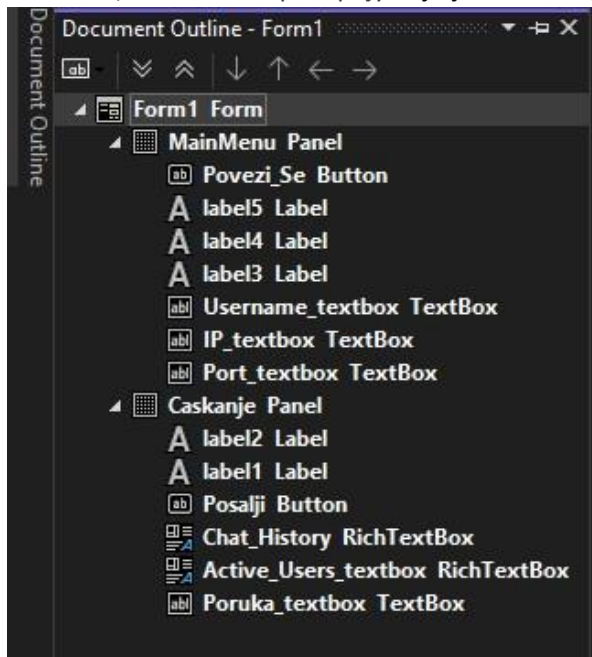 Document Outline
Document Outline - Form1
Form1 Form
MainMenu Panel
Povezi_Se Button
label5 Label
label4 Label
label3 Label
Username_textbox TextBox
IP_textbox TextBox
Port_textbox TextBox
Caskanje Panel
label2 Label
label1 Label
Posalji Button
Chat_History RichTextBox
Active_Users_textbox RichTextBox
Poruka_textbox TextBox